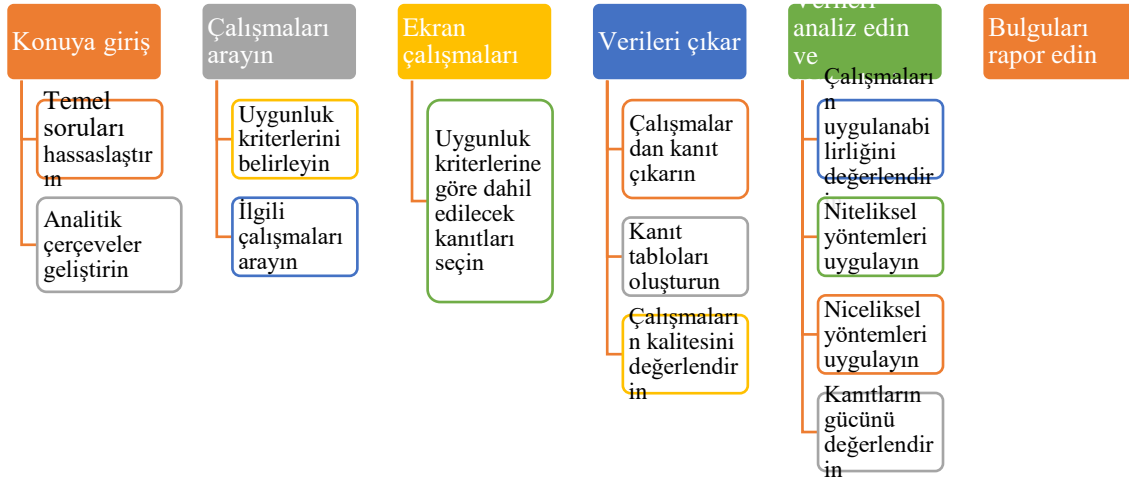 Konuya giriş
Temel
soruları
hassaslaştır
ın
Analitik
çerçeveler
geliştirin
Çalışmaları
arayın
Uygunluk
kriterlerini
belirleyin
İlgili
çalışmaları
arayın
Ekran
çalışmaları
Uygunluk
kriterlerine
göre dahil
edilecek
kanıtları
seçin
Verileri çıkar
Çalışmalar
dan kanıt
çıkarın
Kanıt
tabloları
oluşturun
Çalışmaları
n kalitesini
değerlendir
in
Verileri
analiz edin
ve
Çalışmaları
n
uygulanabi
lirliğini
değerlendir
Niteliksel
yöntemleri
uygulayın
Niceliksel
yöntemleri
uygulayın
Kanıtların
gücünü
değerlendir
in
Bulguları
rapor edin